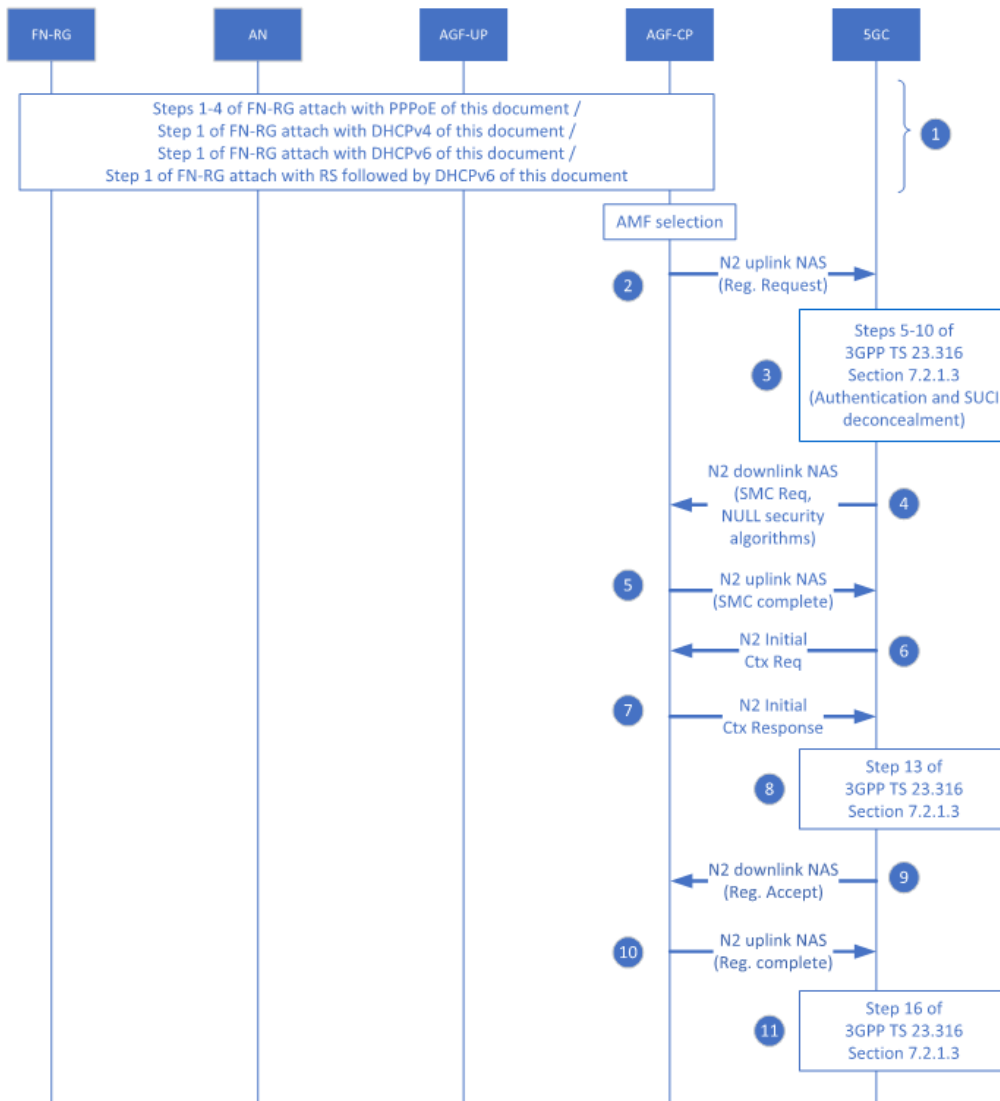 FN-RG
AN
AGF-UP
AGF-CP
5GC
Steps 1-4 of FN-RG attach with PPPoE of this document /
Step 1 of FN-RG attach with DHCPv4 of this document /
Step 1 of FN-RG attach with DHCPv6 of this document /
Step 1 of FN-RG attach with RS followed by DHCPv6 of this document
1
AMF selection
2
N2 uplink NAS
(Reg. Request)
3
Steps 5-10 of
3GPP TS 23.316
Section 7.2.1.3
(Authentication and SUCI
deconcealment)
N2 downlink NAS
(SMC Req,
NULL security
algorithms)
4
5
N2 uplink NAS
(SMC complete)
N2 Initial
Ctx Req
6
7
N2 Initial
Ctx Response
8
Step 13 of
3GPP TS 23.316
Section 7.2.1.3
N2 downlink NAS
(Reg. Accept)
9
10
N2 uplink NAS
(Reg. complete)
11
Step 16 of
3GPP TS 23.316
Section 7.2.1.3